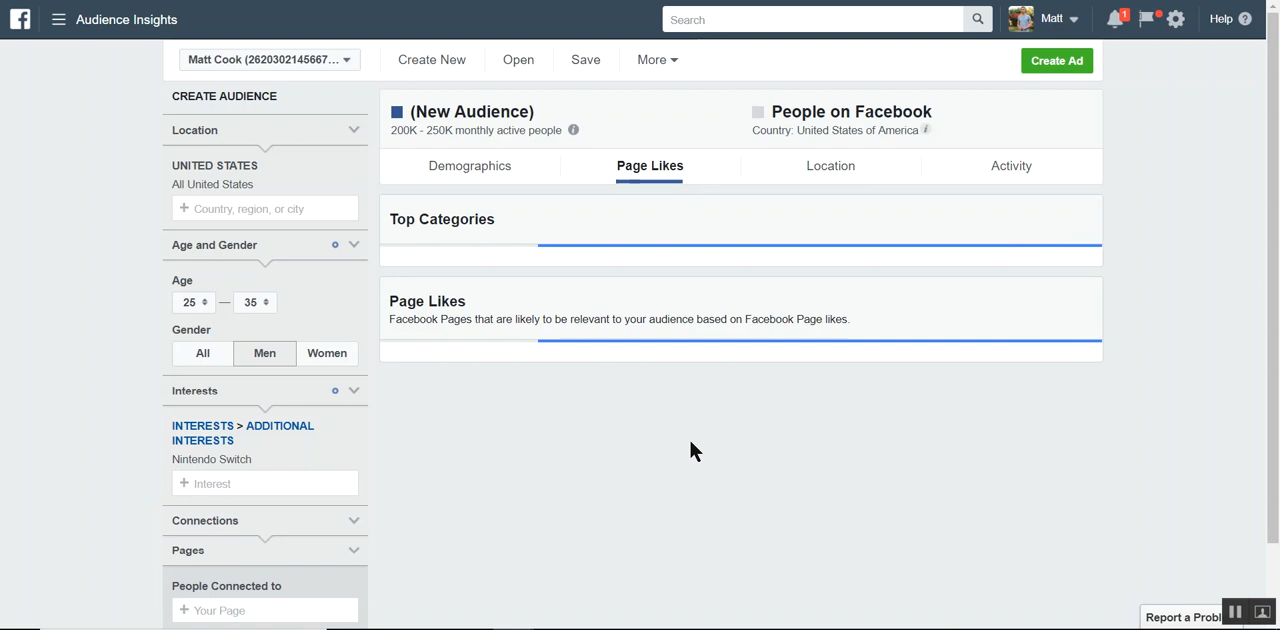 Audience Insights
Search
Matt
1
Help
Matt Cook (2620302145667...
Create New
Open
Save
More
Create Ad
CREATE AUDIENCE
Location
UNITED STATES
All United States
+ Country, region, or city
Age and Gender
Age
25 — 35
Gender
All
Men
Women
Interests
INTERESTS > ADDITIONAL
INTERESTS
Nintendo Switch
+ Interest
Connections
Pages
People Connected to
+ Your Page
(New Audience)
200K - 250K monthly active people
People on Facebook
Country: United States of America
Demographics
Page Likes
Location
Activity
Top Categories
Page Likes
Facebook Pages that are likely to be relevant to your audience based on Facebook Page likes.
Report a Probl